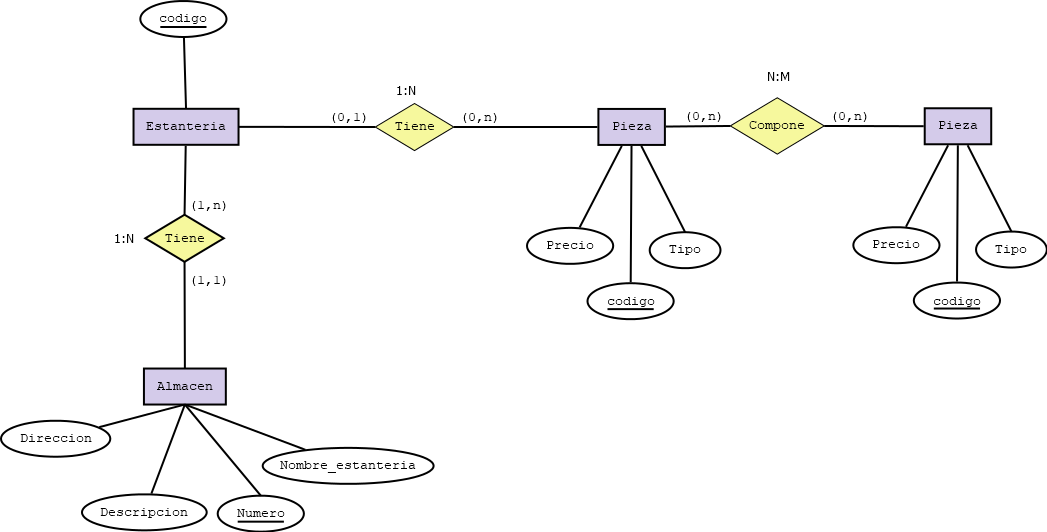 codigo
N:M
1:N
Estanteria
(0,1)
Tiene
(0,n)
Pieza
(0,n)
Compone
(0,n)
Pieza
(1,n)
1:N
Tiene
(1,1)
Precio
Tipo
codigo
Precio
Tipo
codigo
Almacen
Direccion
Nombre_estanteria
Descripcion
Numero